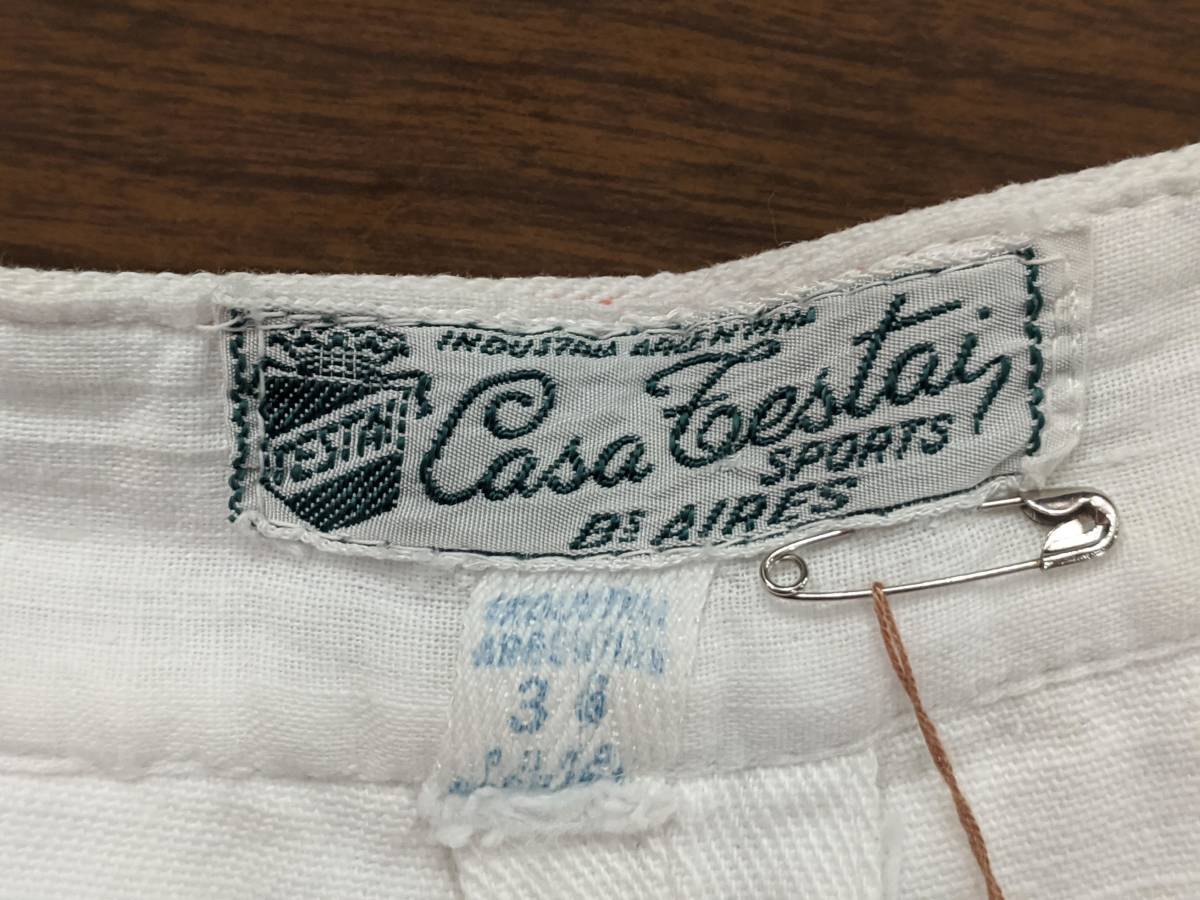 INDUSTRIA ARGENTINA
TESTAI
Casa Testai
SPORTS
Bs AIRES
INDUSTRIA
ARGENTINA
36